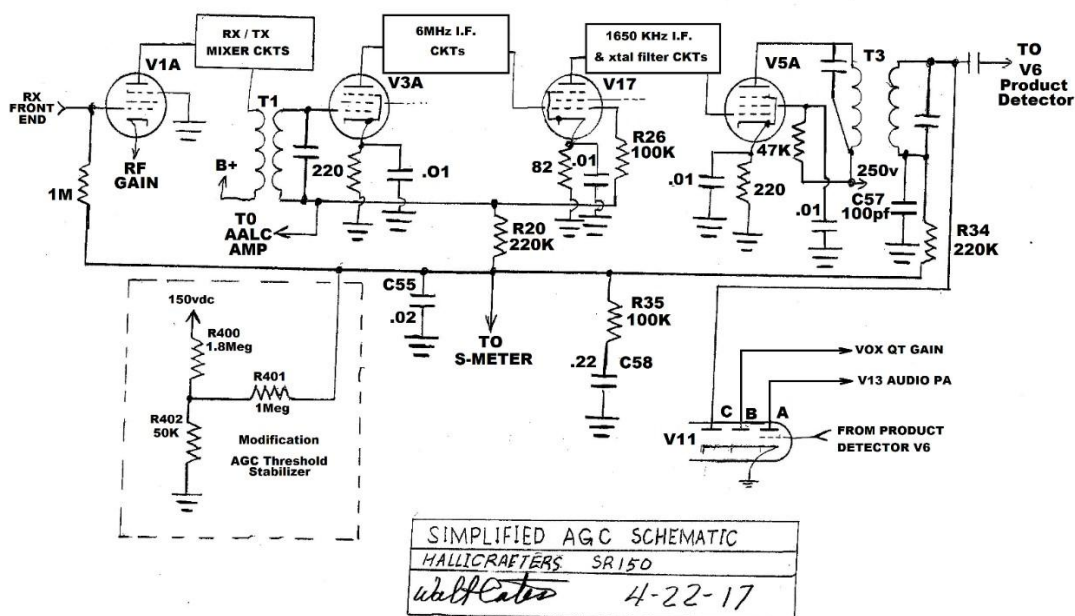 RX / TX
MIXER CKTS
6MHz I.F.
CKTs
1650 KHz I.F.
& xtal filter CKTs
V1A
V3A
V17
V5A
T3
TO
V6
Product
Detector
RX
FRONT
END
RF
GAIN
T1
B+
1M
220
.01
T0
AALC
AMP
82
.01
R26
100K
R20
220K
47K
.01
220
250v
.01
C57
100pf
R34
220K
C55
.02
TO
S-METER
R35
100K
.22
C58
150vdc
R400
1.8Meg
R401
1Meg
R402
50K
Modification
AGC Threshold
Stabilizer
VOX QT GAIN
V13 AUDIO PA
C
B
A
V11
FROM PRODUCT
DETECTOR V6
SIMPLIFIED AGC SCHEMATIC
HALLICRAFTERS SR150
Walt Cates 4-22-17